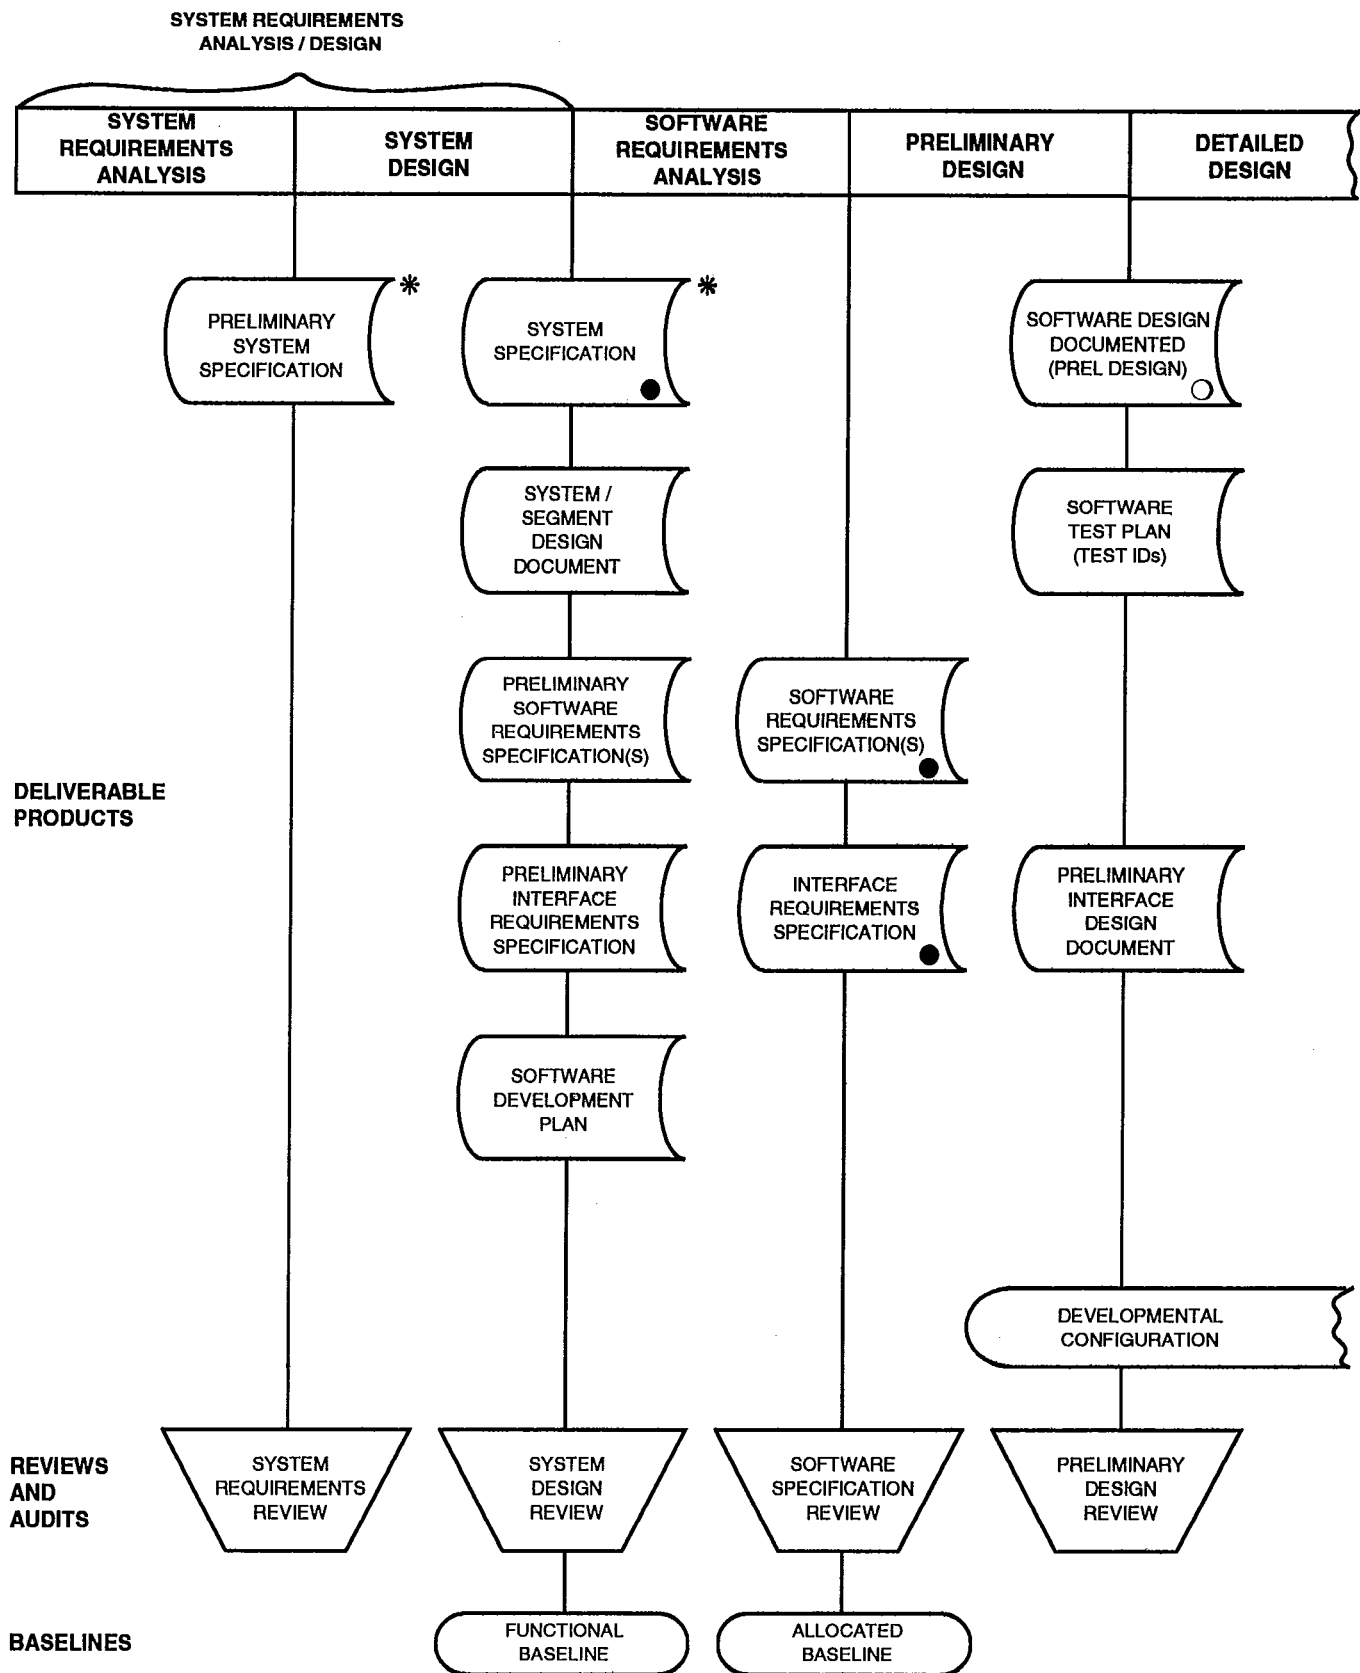 SYSTEM REQUIREMENTS
ANALYSIS / DESIGN
SYSTEM
REQUIREMENTS
ANALYSIS
SYSTEM
DESIGN
SOFTWARE
REQUIREMENTS
ANALYSIS
PRELIMINARY
DESIGN
DETAILED
DESIGN
PRELIMINARY
SYSTEM
SPECIFICATION
*
SYSTEM
SPECIFICATION
*
SOFTWARE DESIGN
DOCUMENTED
(PREL DESIGN)
SYSTEM /
SEGMENT
DESIGN
DOCUMENT
SOFTWARE
TEST PLAN
(TEST IDs)
PRELIMINARY
SOFTWARE
REQUIREMENTS
SPECIFICATION(S)
SOFTWARE
REQUIREMENTS
SPECIFICATION(S)
DELIVERABLE
PRODUCTS
PRELIMINARY
INTERFACE
REQUIREMENTS
SPECIFICATION
INTERFACE
REQUIREMENTS
SPECIFICATION
PRELIMINARY
INTERFACE
DESIGN
DOCUMENT
SOFTWARE
DEVELOPMENT
PLAN
DEVELOPMENTAL
CONFIGURATION
REVIEWS
AND
AUDITS
SYSTEM
REQUIREMENTS
REVIEW
SYSTEM
DESIGN
REVIEW
SOFTWARE
SPECIFICATION
REVIEW
PRELIMINARY
DESIGN
REVIEW
BASELINES
FUNCTIONAL
BASELINE
ALLOCATED
BASELINE